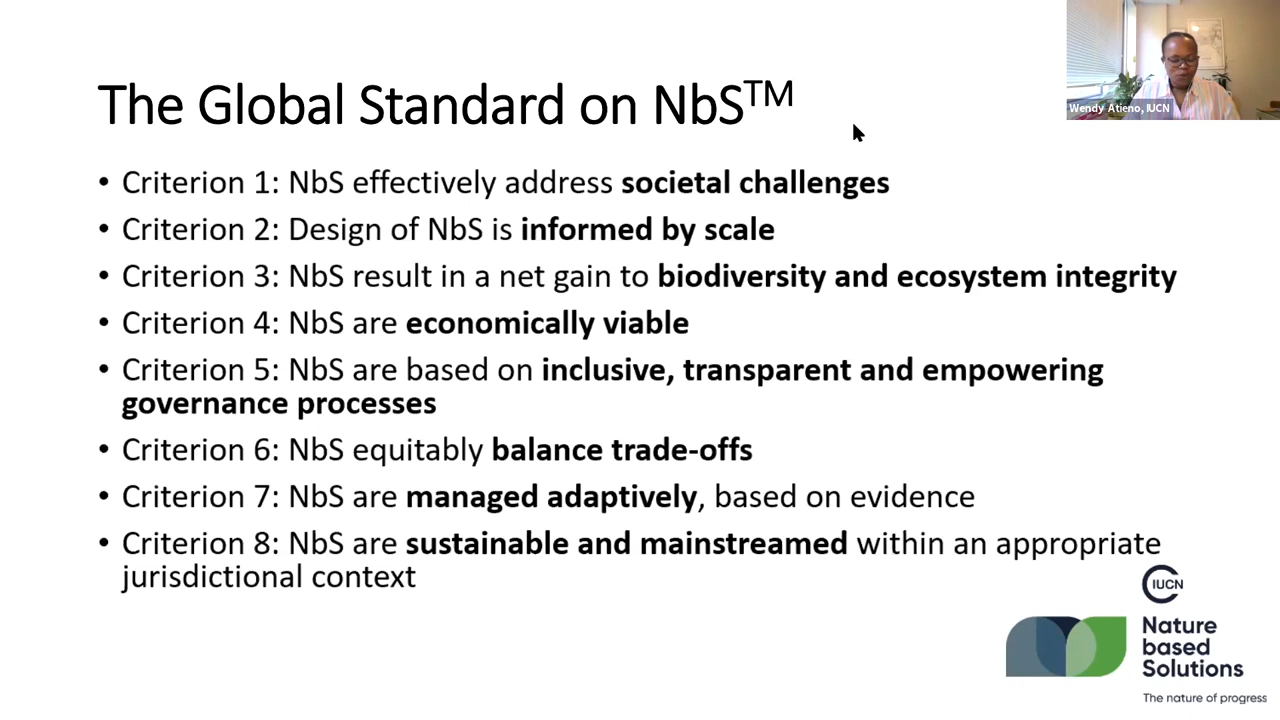 The Global Standard on NbS™
Wendy Atieno, IUCN
• Criterion 1: NbS effectively address societal challenges
• Criterion 2: Design of NbS is informed by scale
• Criterion 3: NbS result in a net gain to biodiversity and ecosystem integrity
• Criterion 4: NbS are economically viable
• Criterion 5: NbS are based on inclusive, transparent and empowering
governance processes
• Criterion 6: NbS equitably balance trade-offs
• Criterion 7: NbS are managed adaptively, based on evidence
• Criterion 8: NbS are sustainable and mainstreamed within an appropriate
jurisdictional context
IUCN
Nature
based
Solutions
The nature of progress